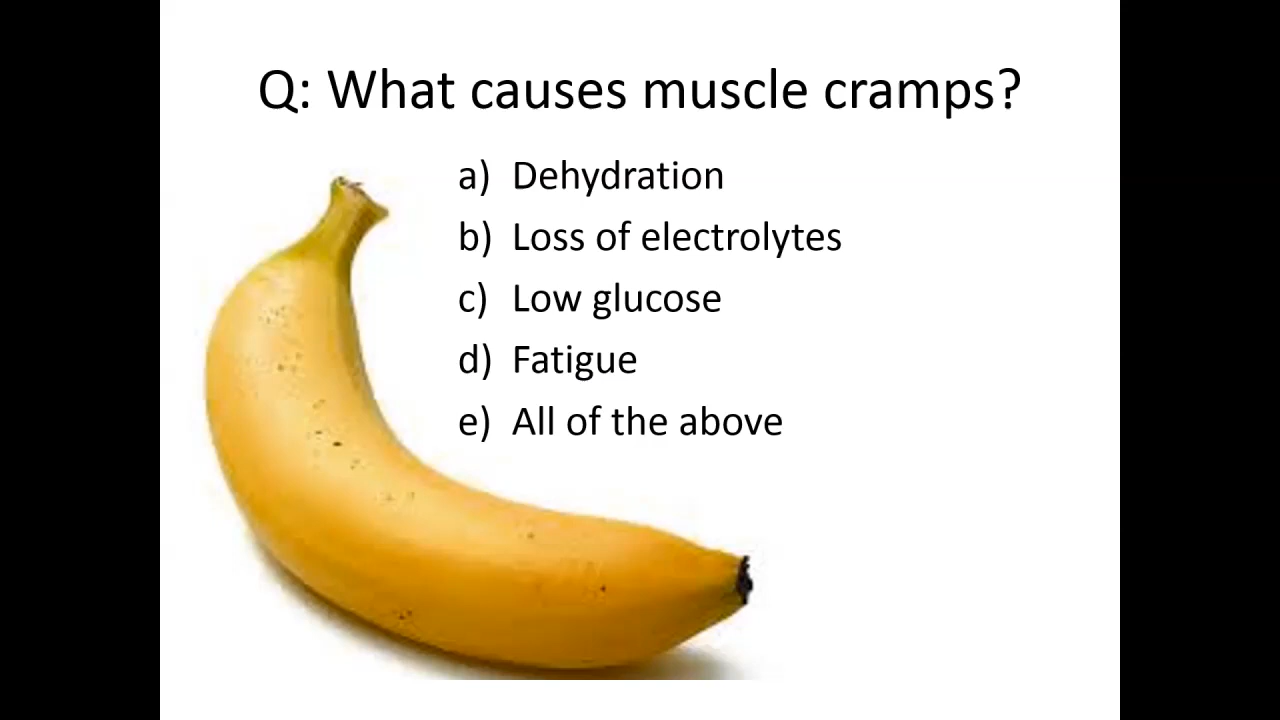 Q: What causes muscle cramps?
a) Dehydration
b) Loss of electrolytes
c) Low glucose
d) Fatigue
e) All of the above